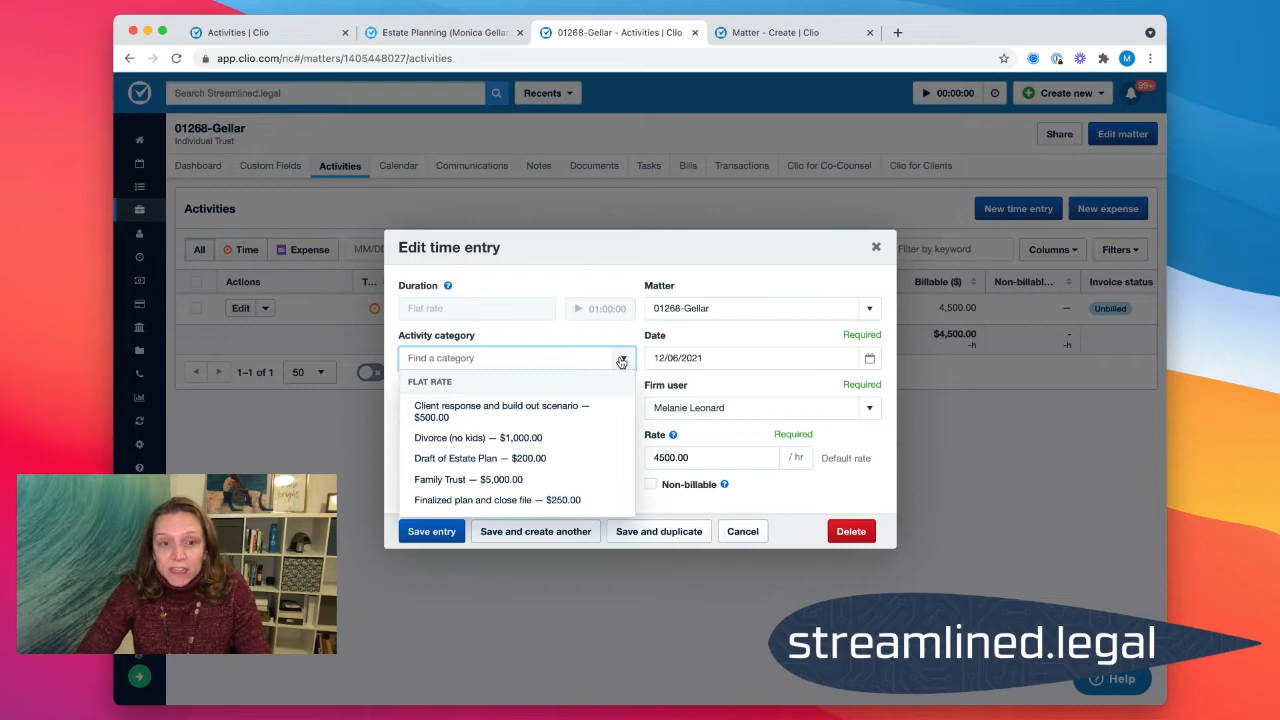 Activities | Clio
Estate Planning (Monica Gellar
01268-Gellar - Activities | Clio
Matter - Create | Clio
app.clio.com/nc#/matters/1405448027/activities
M
Search Streamlined.legal
Recents
00:00:00
Create new
99+
01268-Gellar
Individual Trust
Share
Edit matter
Dashboard
Custom Fields
Activities
Calendar
Communications
Notes
Documents
Tasks
Bills
Transactions
Clio for Co-Counsel
Clio for Clients
Activities
New time entry
New expense
All
Time
Expense
MM/DD
Filter by keyword
Columns
Filters
Actions
T...
Billable ($)
Non-billabl...
Invoice status
Edit
4,500.00
—
Unbilled
$4,500.00
-h
-
-h
1–1 of 1
50
Edit time entry
Duration
Flat rate
01:00:00
Matter
01268-Gellar
Activity category
Find a category
Date
Required
12/06/2021
FLAT RATE
Client response and build out scenario —
$500.00
Divorce (no kids) — $1,000.00
Draft of Estate Plan — $200.00
Family Trust — $5,000.00
Finalized plan and close file — $250.00
Firm user
Required
Melanie Leonard
Rate
Required
4500.00
/ hr
Default rate
Non-billable
Save entry
Save and create another
Save and duplicate
Cancel
Delete
streamlined.legal
Help